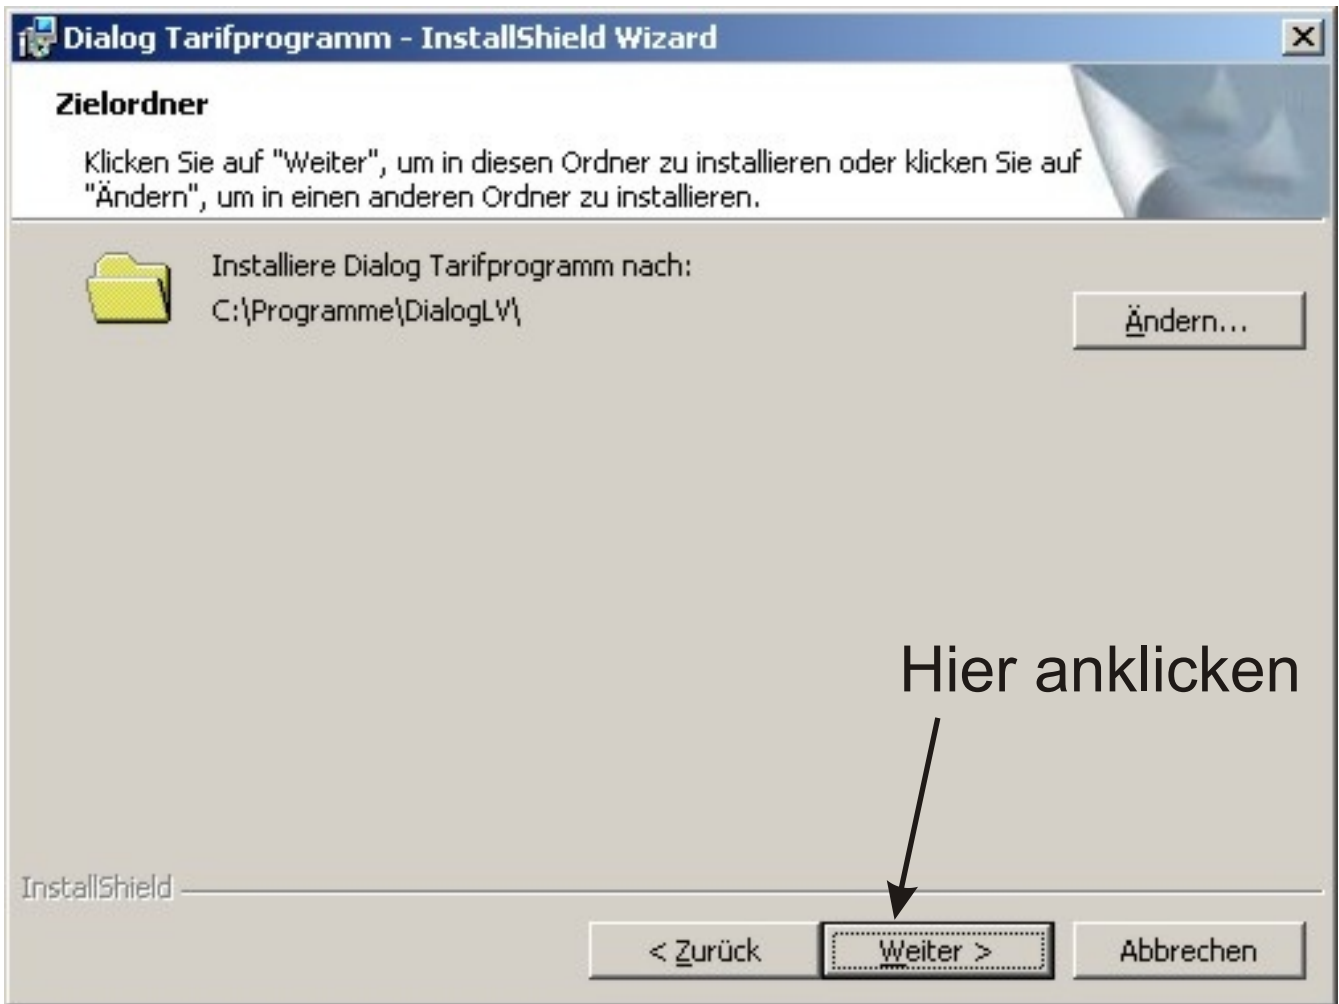 Dialog Tarifprogramm - InstallShield Wizard
Zielordner
Klicken Sie auf "Weiter", um in diesen Ordner zu installieren oder klicken Sie auf
"Ändern", um in einen anderen Ordner zu installieren.
Installiere Dialog Tarifprogramm nach:
C:\Programme\DialogLV\
Ändern...
Hier anklicken
InstallShield
< Zurück
Weiter >
Abbrechen